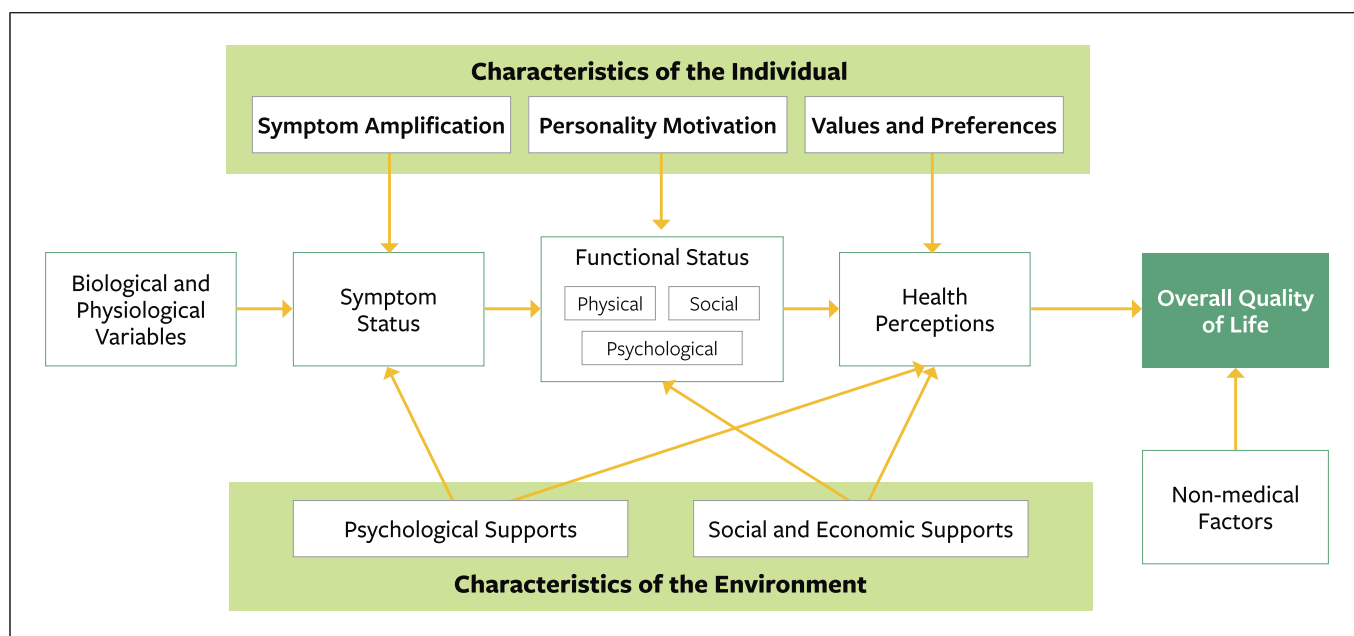 Characteristics of the Individual
Symptom Amplification
Personality Motivation
Values and Preferences
Biological and
Physiological
Variables
Symptom
Status
Functional Status
Physical
Social
Psychological
Health
Perceptions
Overall Quality
of Life
Psychological Supports
Social and Economic Supports
Characteristics of the Environment
Non-medical
Factors